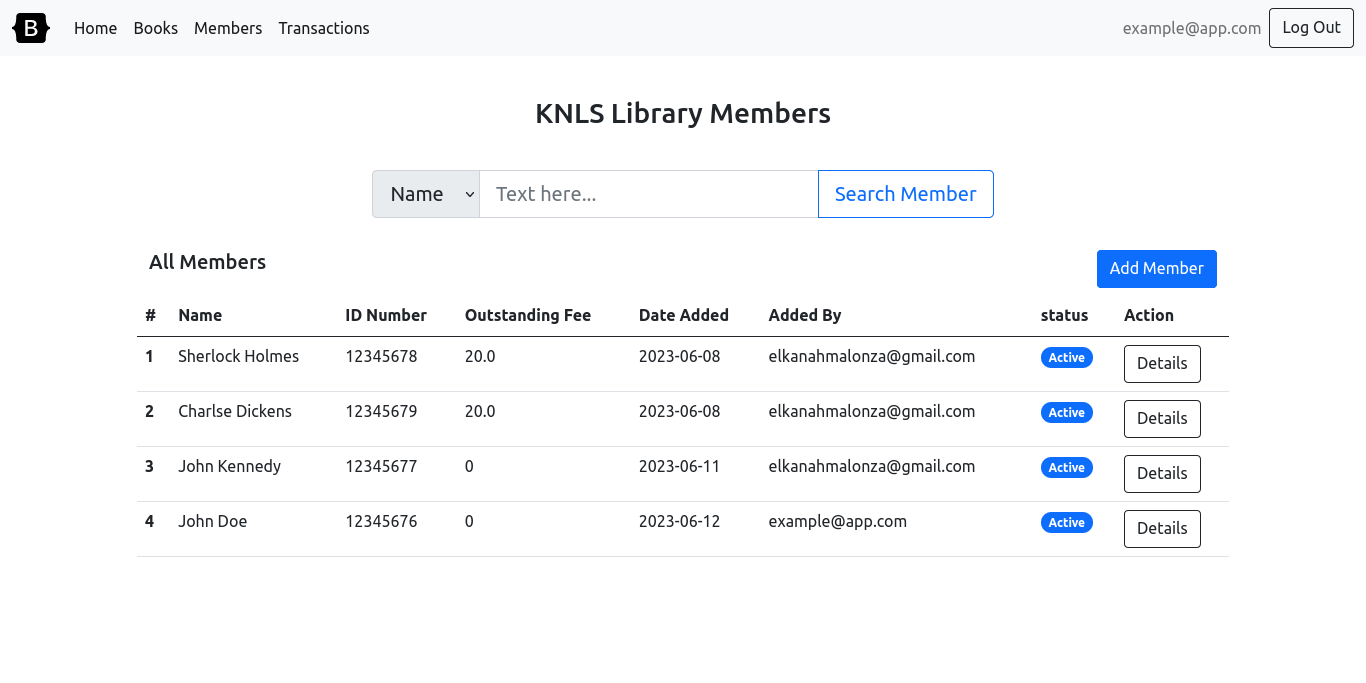 B Home Books Members Transactions example@app.com Log Out
KNLS Library Members
Name Text here... Search Member
All Members Add Member
# Name ID Number Outstanding Fee Date Added Added By status Action
1 Sherlock Holmes 12345678 20.0 2023-06-08 elkanahmalonza@gmail.com Active Details
2 Charlse Dickens 12345679 20.0 2023-06-08 elkanahmalonza@gmail.com Active Details
3 John Kennedy 12345677 0 2023-06-11 elkanahmalonza@gmail.com Active Details
4 John Doe 12345676 0 2023-06-12 example@app.com Active Details